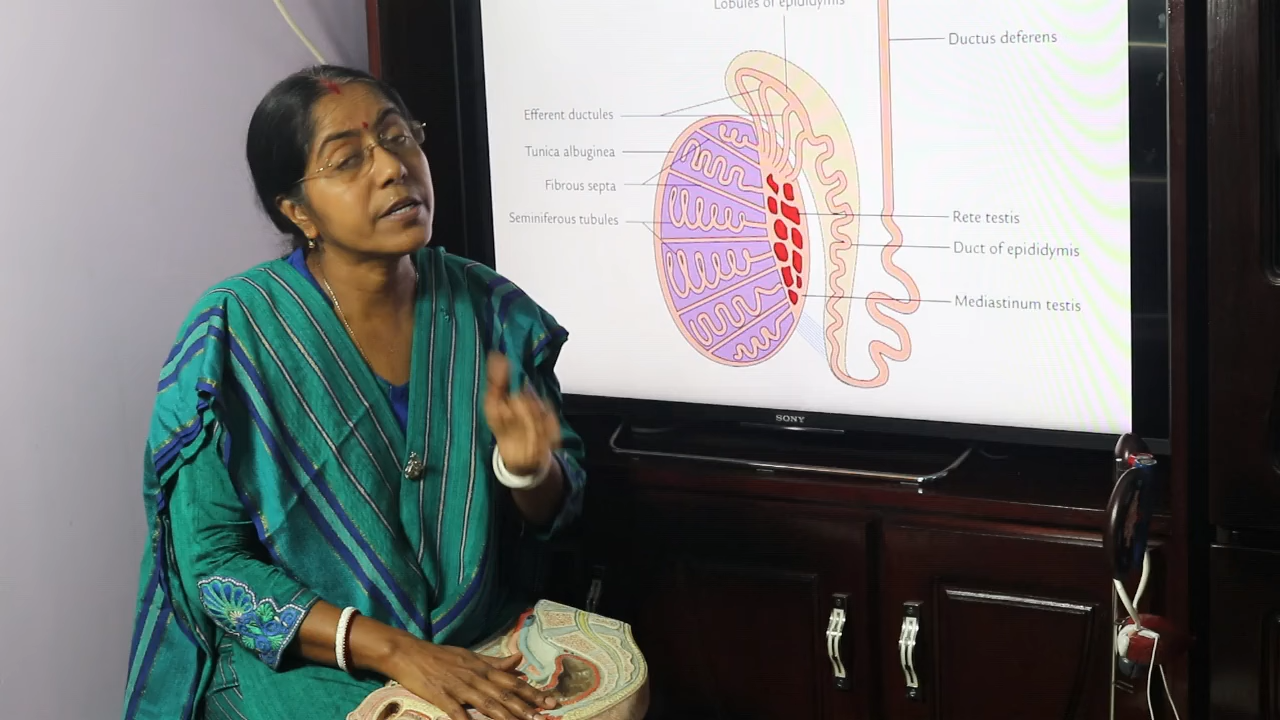 Lobules of epididymis
Ductus deferens
Efferent ductules
Tunica albuginea
Fibrous septa
Seminiferous tubules
Rete testis
Duct of epididymis
Mediastinum testis
SONY